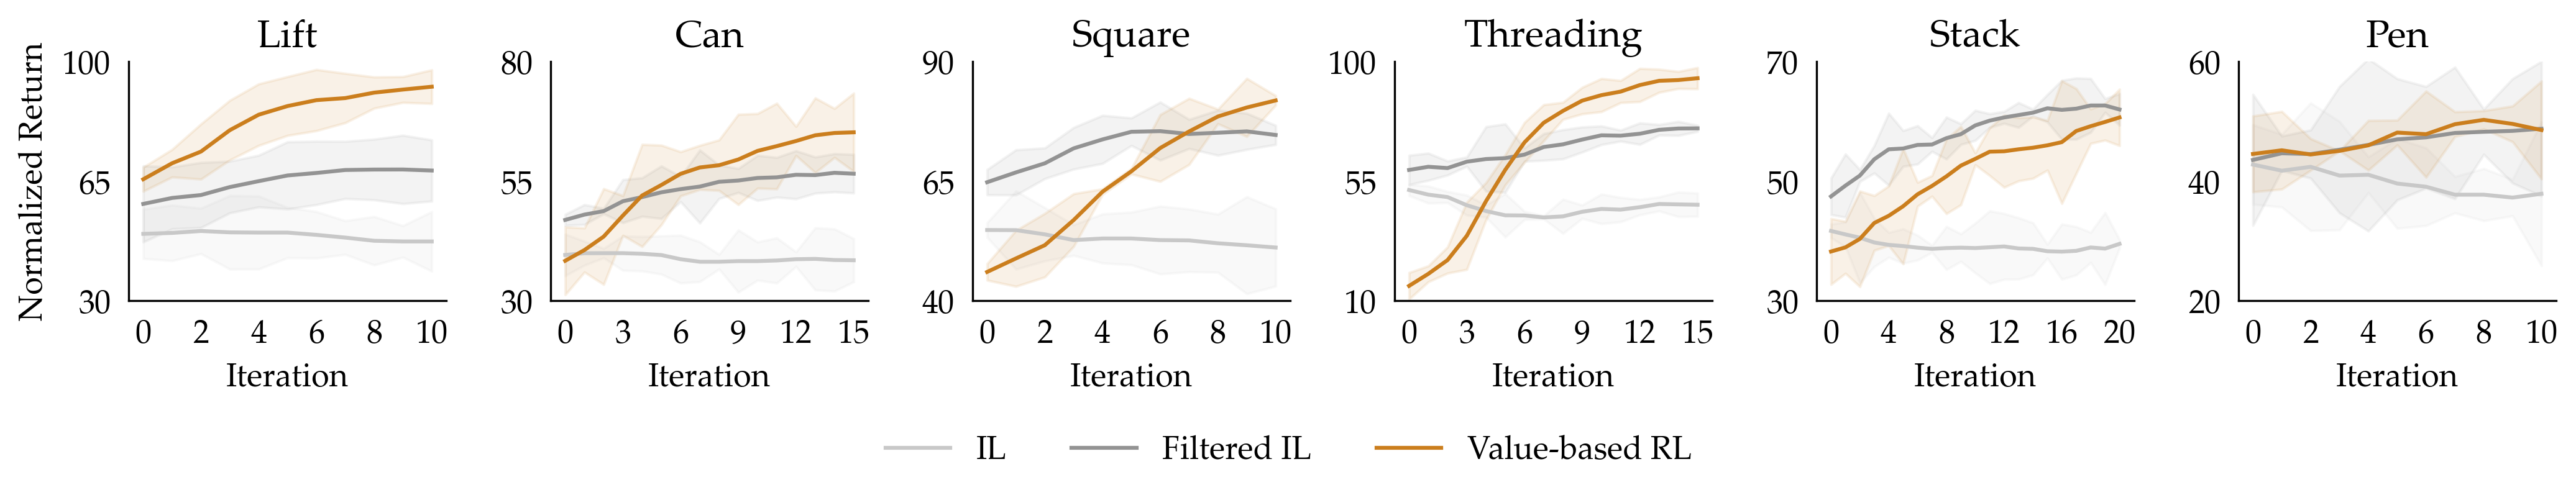 Lift Can Square Threading Stack Pen
Normalized Return
100 80 90 100 70 60
65 55 65 55 50 40
30 30 40 10 30 20
0 2 4 6 8 10 0 3 6 9 12 15 0 2 4 6 8 10 0 3 6 9 12 15 0 4 8 12 16 20 0 2 4 6 8 10
Iteration Iteration Iteration Iteration Iteration Iteration
IL Filtered IL Value-based RL